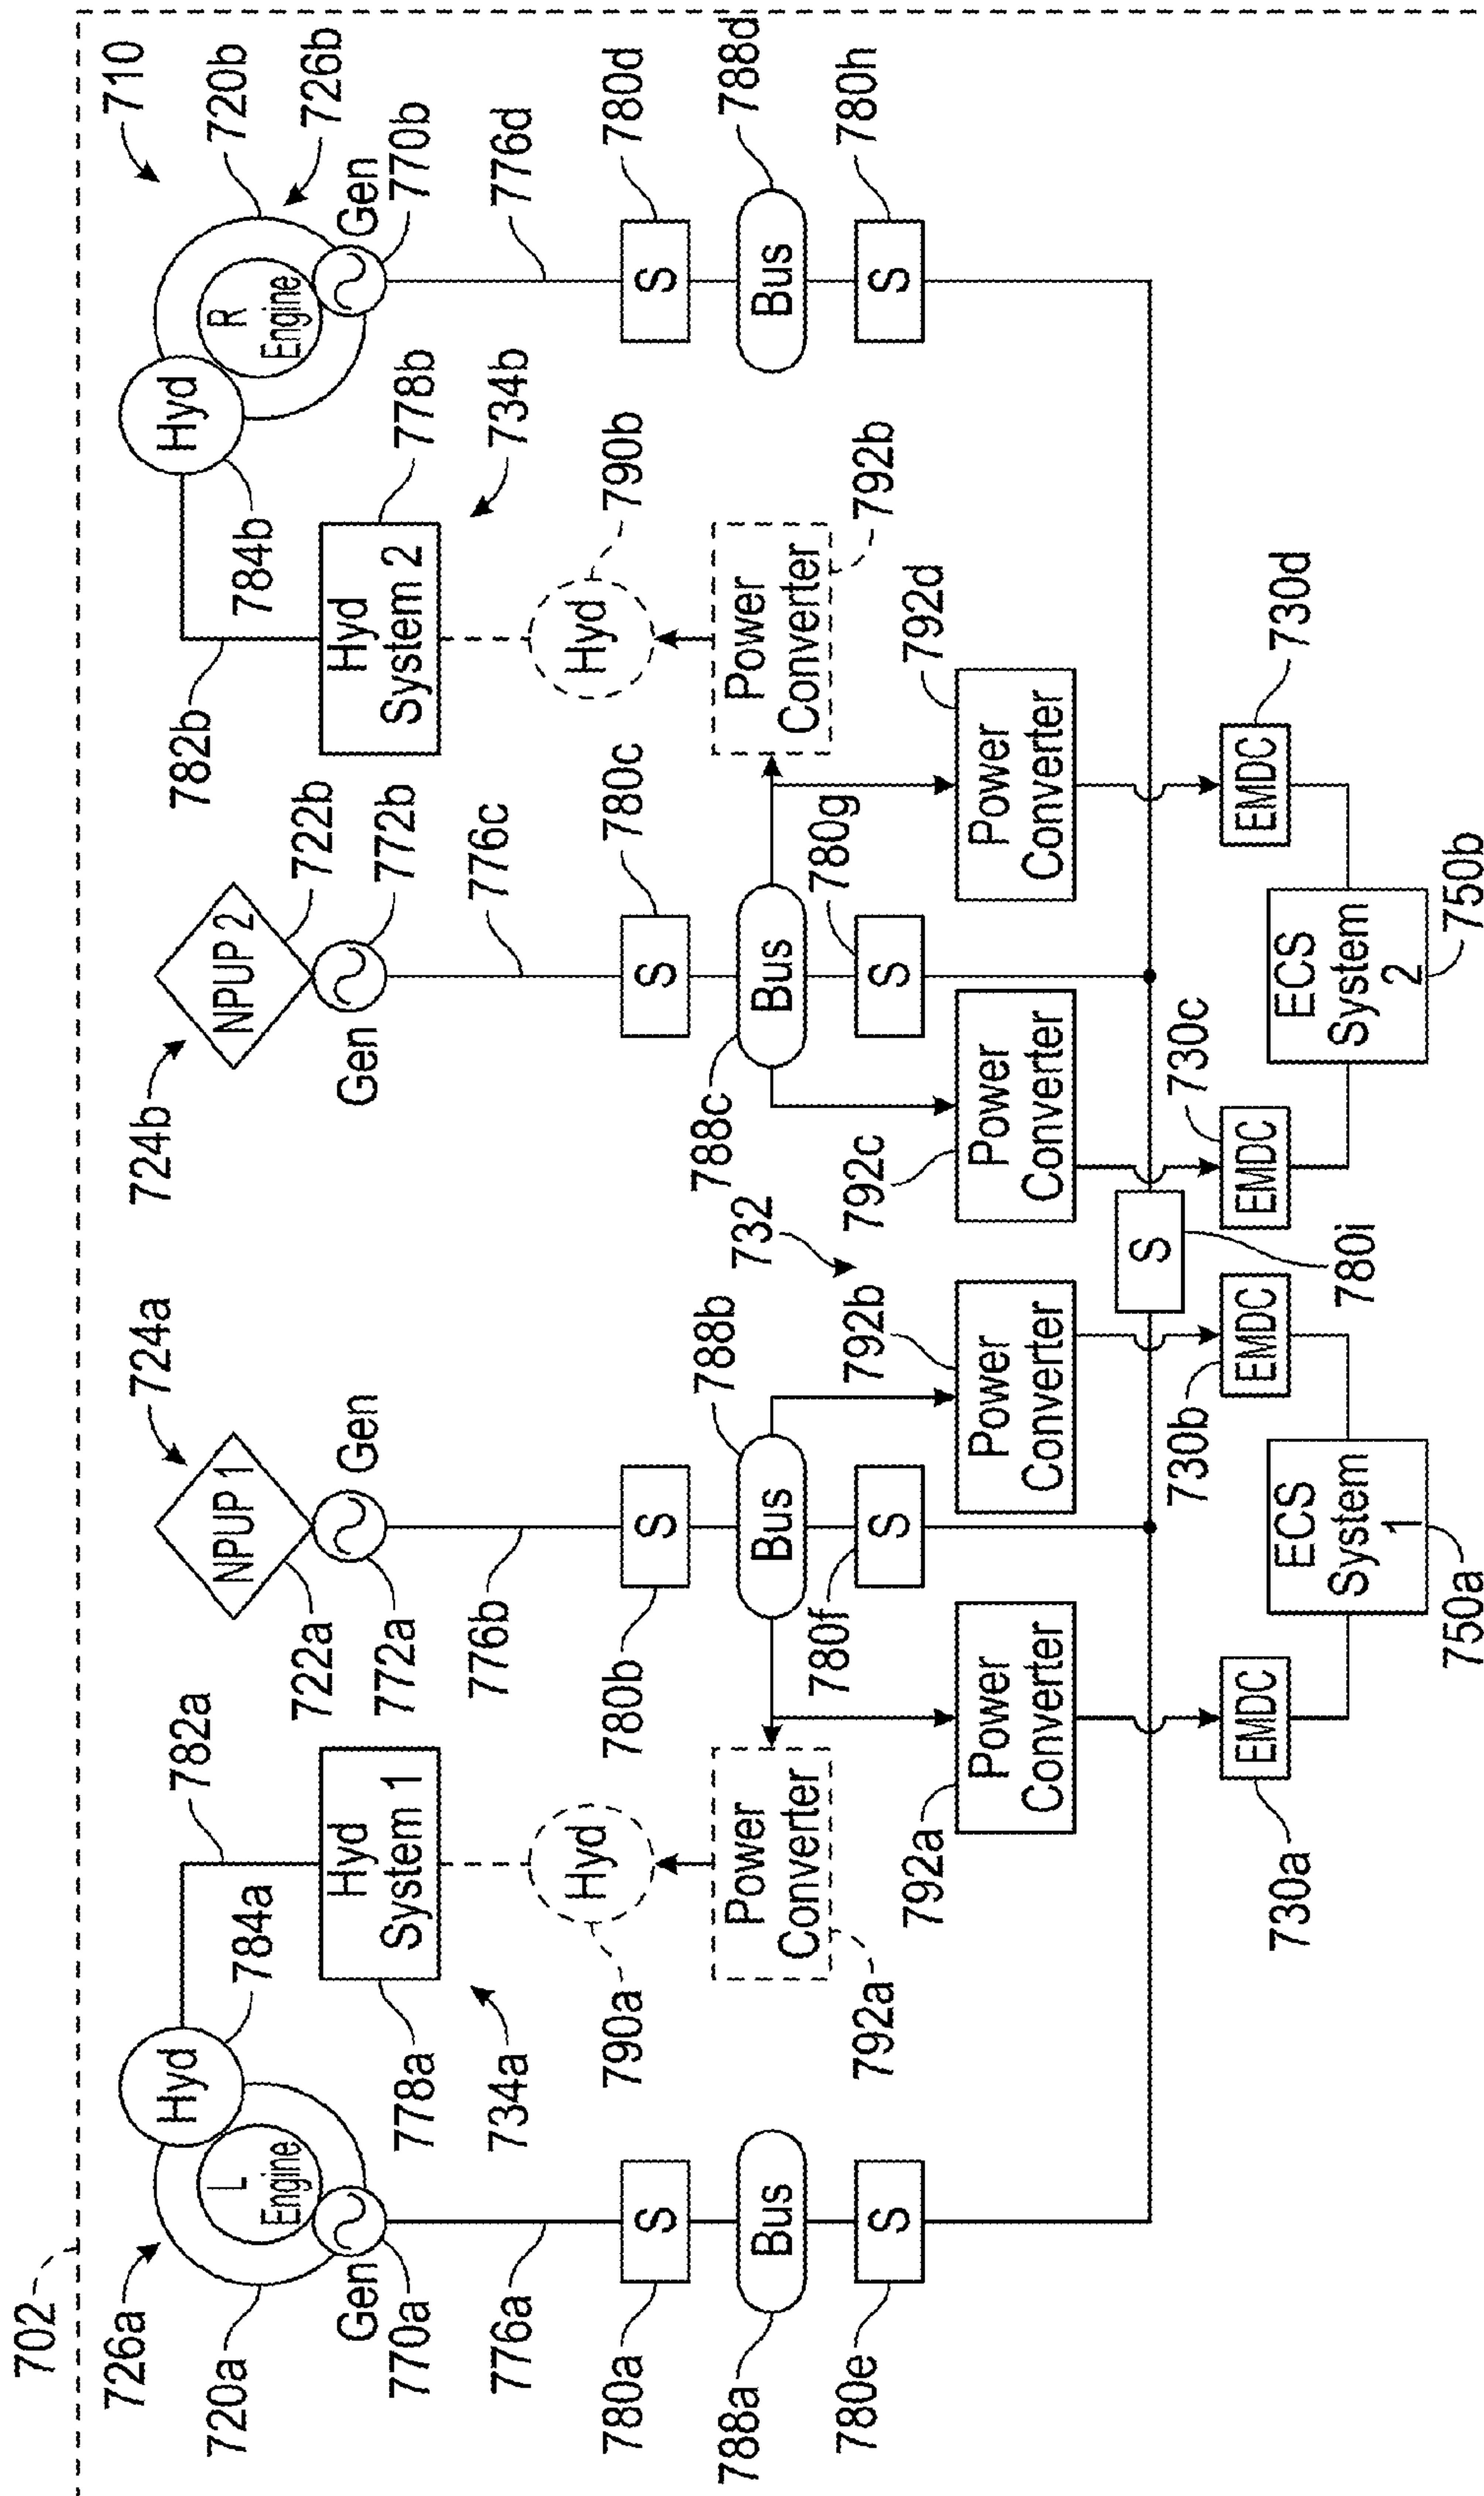 702
726a
720a
L
Engine
Hyd
784a
782a
Gen
770a
776a
Hyd
System 1
778a
734a
724a
NPUP 1
722a
Gen
772a
776b
724b
NPUP 2
722b
Gen
772b
776c
710
720b
726b
R
Engine
Hyd
784b
782b
Gen
770b
776d
Hyd
System 2
778b
734b
780a
S
790a
Hyd
780b
S
S
780c
Hyd
790b
S
780d
788a
Bus
Power
Converter
792a
Bus
788b
732
788c
Bus
Power
Converter
792b
Bus
788d
780e
S
780f
S
S
780g
S
780h
792a
Power
Converter
792b
Power
Converter
792c
Power
Converter
792d
Power
Converter
S
780i
730a
EMDC
730b
EMDC
730c
EMDC
EMDC
730d
ECS
System
1
750a
ECS
System
2
750b